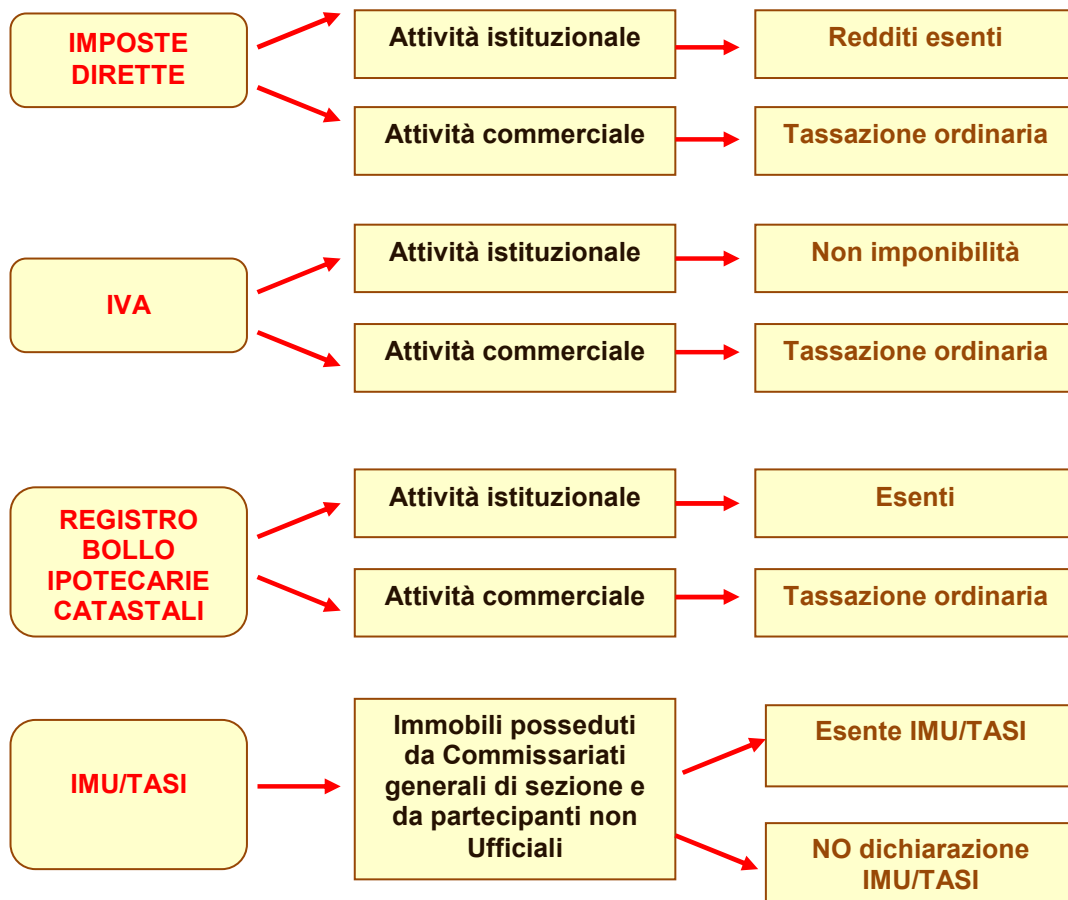 IMPOSTE
DIRETTE
Attività istituzionale
Redditi esenti
Attività commerciale
Tassazione ordinaria
IVA
Attività istituzionale
Non imponibilità
Attività commerciale
Tassazione ordinaria
REGISTRO
BOLLO
IPOTECARIE
CATASTALI
Attività istituzionale
Esenti
Attività commerciale
Tassazione ordinaria
IMU/TASI
Immobili posseduti
da Commissariati
generali di sezione e
da partecipanti non
Ufficiali
Esente IMU/TASI
NO dichiarazione
IMU/TASI